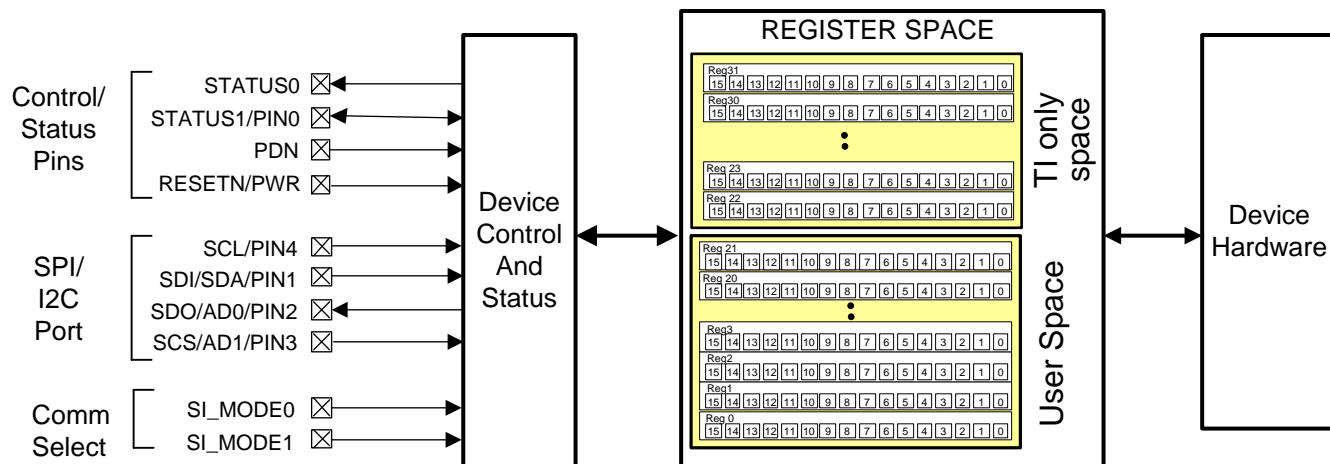 Control/
Status
Pins
STATUS0
STATUS1/PIN0
PDN
RESETN/PWR
SPI/
I2C
Port
SCL/PIN4
SDI/SDA/PIN1
SDO/AD0/PIN2
SCS/AD1/PIN3
Comm
Select
SI_MODE0
SI_MODE1
Device
Control
And
Status
REGISTER SPACE
Reg31
15 14 13 12 11 10 9 8 7 6 5 4 3 2 1 0
Reg30
15 14 13 12 11 10 9 8 7 6 5 4 3 2 1 0
Reg 23
15 14 13 12 11 10 9 8 7 6 5 4 3 2 1 0
Reg 22
15 14 13 12 11 10 9 8 7 6 5 4 3 2 1 0
TI only
space
Reg 21
15 14 13 12 11 10 9 8 7 6 5 4 3 2 1 0
Reg 20
15 14 13 12 11 10 9 8 7 6 5 4 3 2 1 0
Reg3
15 14 13 12 11 10 9 8 7 6 5 4 3 2 1 0
Reg2
15 14 13 12 11 10 9 8 7 6 5 4 3 2 1 0
Reg1
15 14 13 12 11 10 9 8 7 6 5 4 3 2 1 0
Reg 0
15 14 13 12 11 10 9 8 7 6 5 4 3 2 1 0
User Space
Device
Hardware